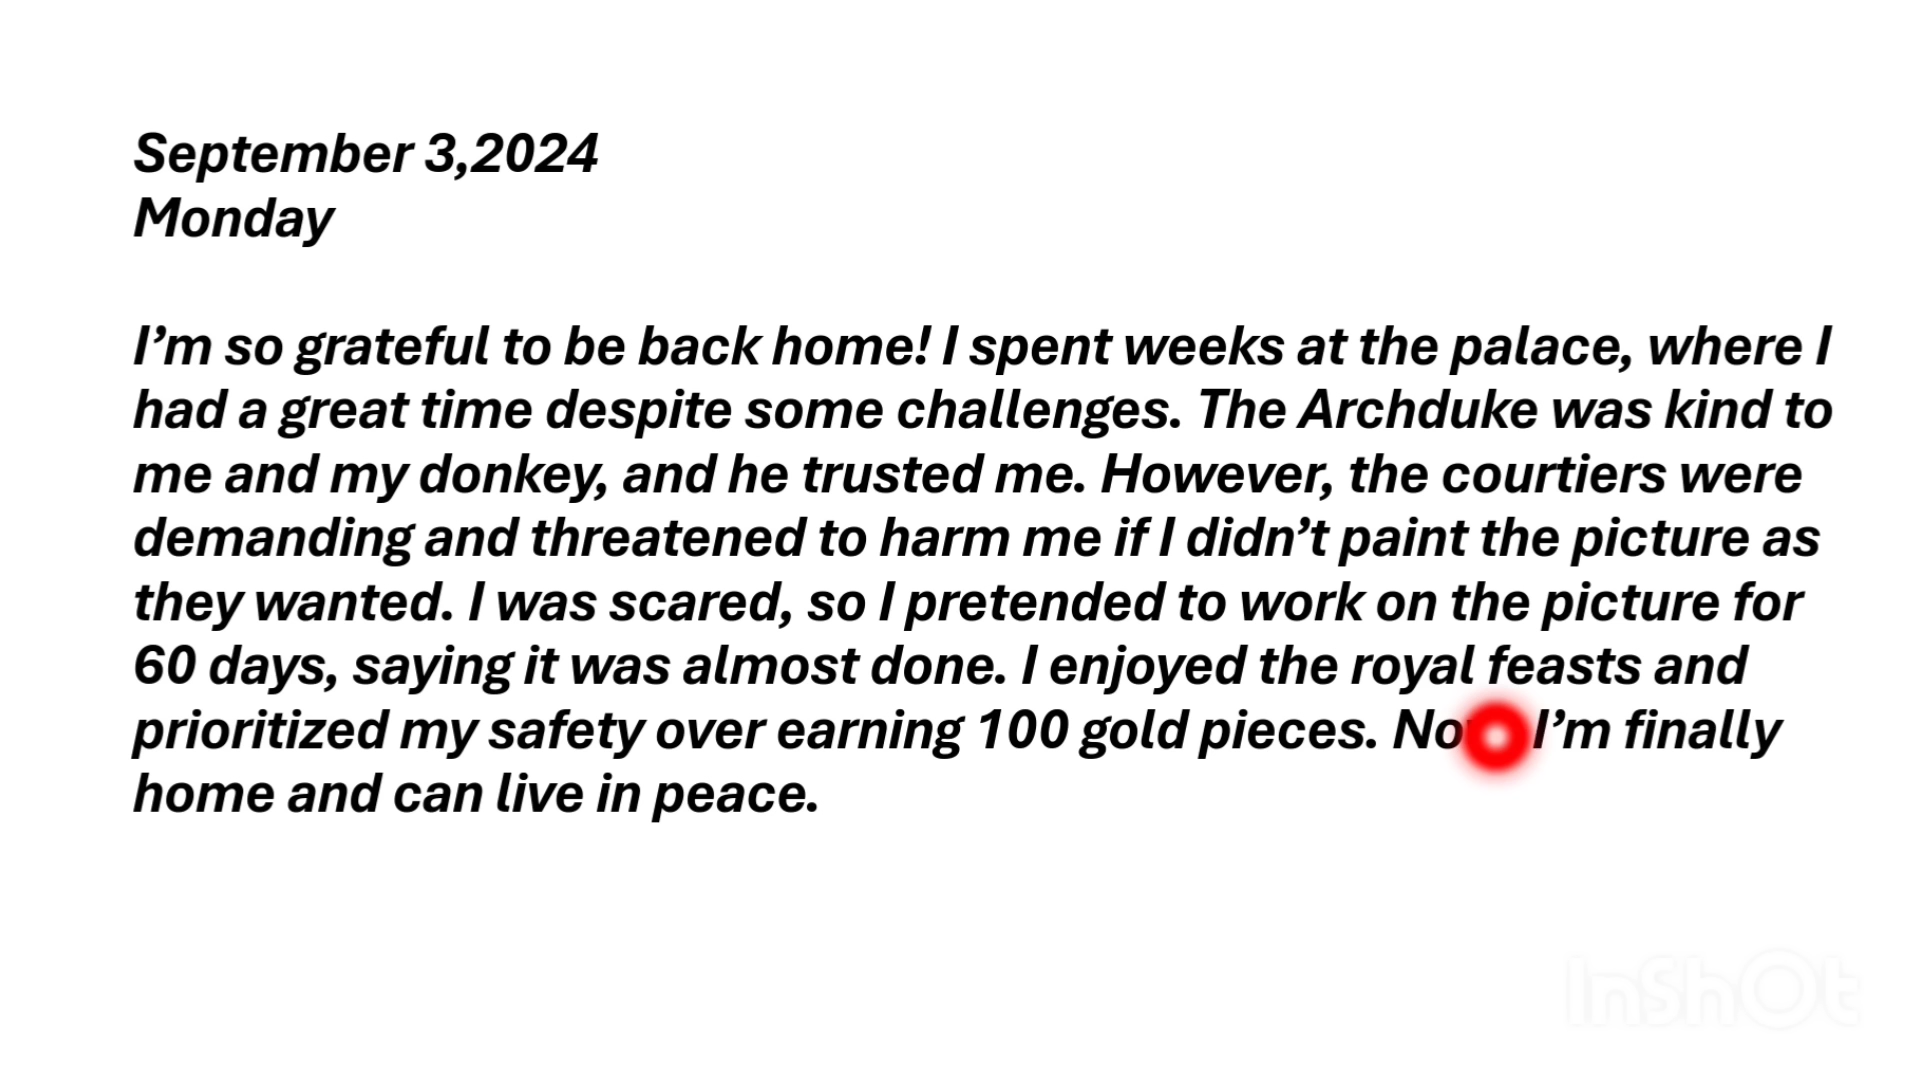 September 3,2024
Monday
I'm so grateful to be back home! I spent weeks at the palace, where I
had a great time despite some challenges. The Archduke was kind to
me and my donkey, and he trusted me. However, the courtiers were
demanding and threatened to harm me if I didn't paint the picture as
they wanted. I was scared, so I pretended to work on the picture for
60 days, saying it was almost done. I enjoyed the royal feasts and
prioritized my safety over earning 100 gold pieces. Now I'm finally
home and can live in peace.
InShOt